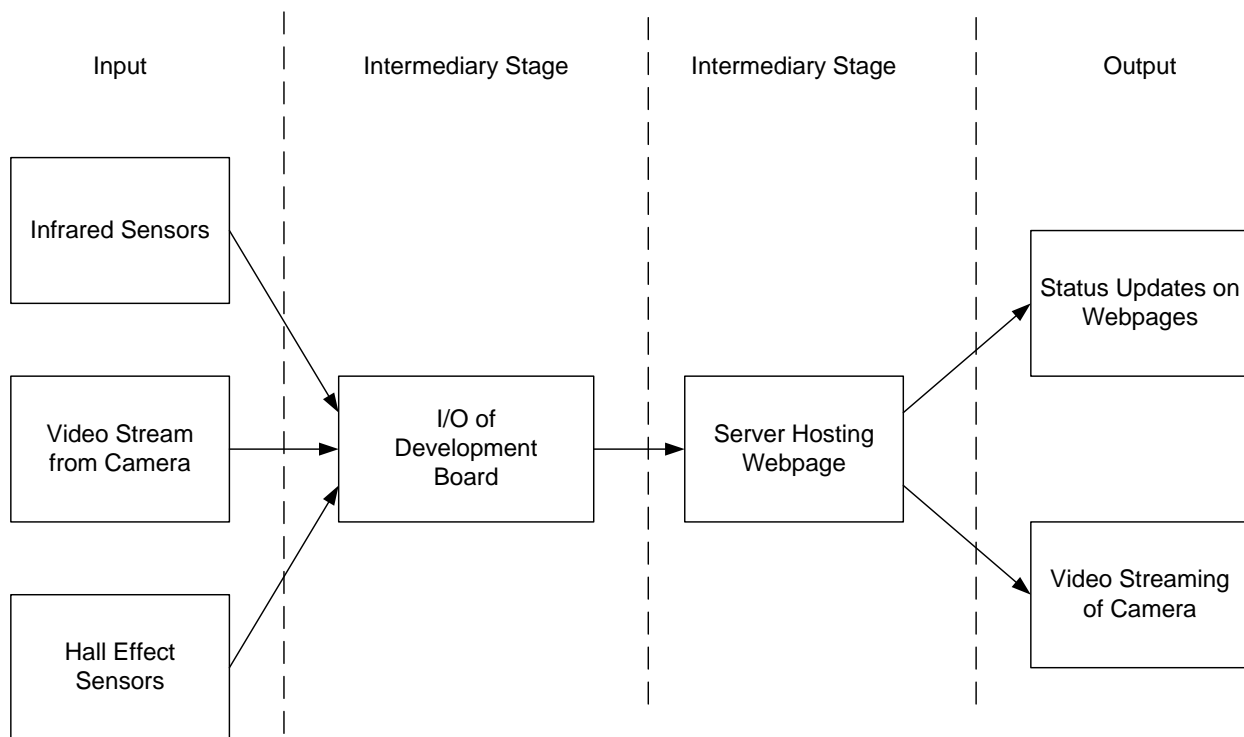 Input
Intermediary Stage
Intermediary Stage
Output
Infrared Sensors
Video Stream
from Camera
Hall Effect
Sensors
I/O of
Development
Board
Server Hosting
Webpage
Status Updates on
Webpages
Video Streaming
of Camera